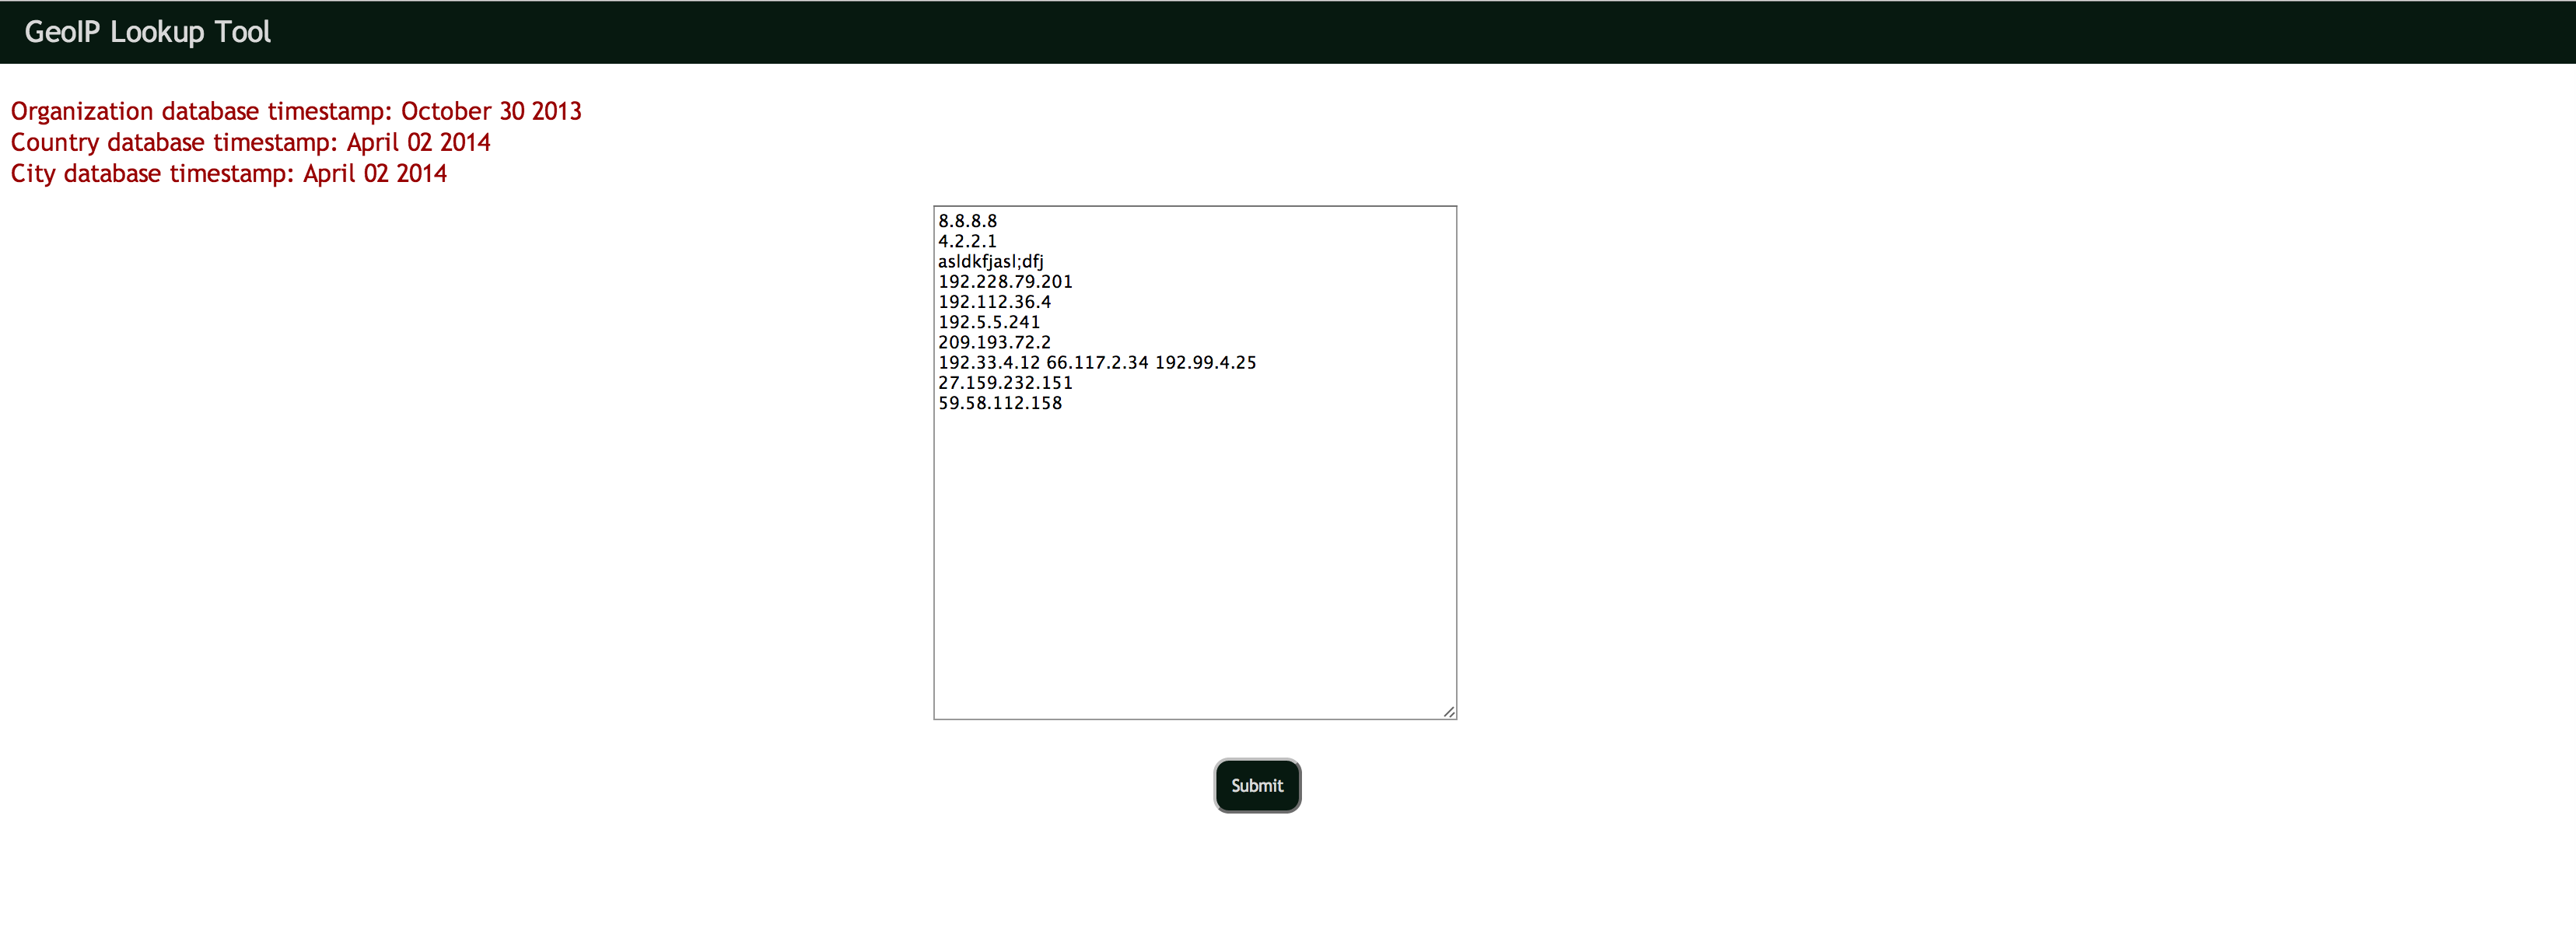 GeoIP Lookup Tool
Organization database timestamp: October 30 2013
Country database timestamp: April 02 2014
City database timestamp: April 02 2014
8.8.8.8
4.2.2.1
asldkfjasl;dfj
192.228.79.201
192.112.36.4
192.5.5.241
209.193.72.2
192.33.4.12 66.117.2.34 192.99.4.25
27.159.232.151
59.58.112.158
Submit